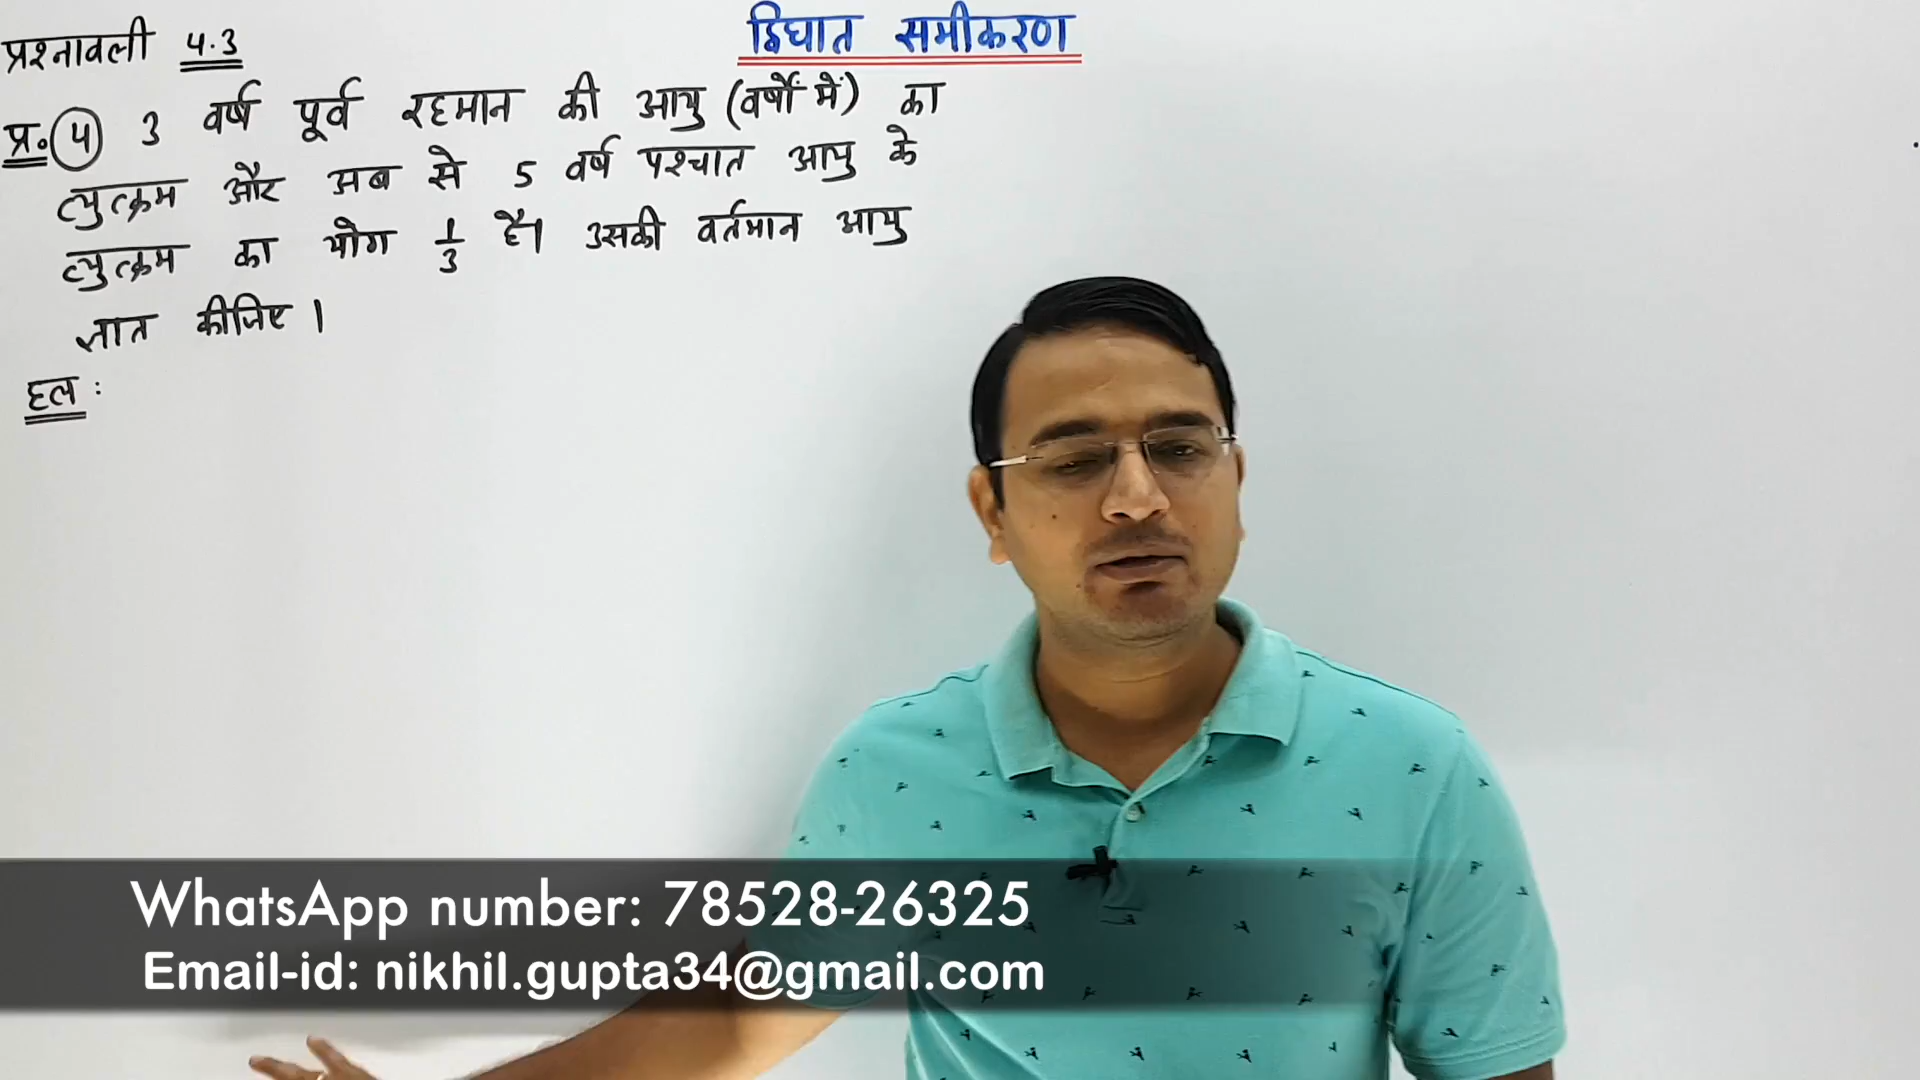 द्विघात समीकरण
प्रश्नावली 4.3
प्र. 4 3 वर्ष पूर्व रहमान की आयु (वर्षों में) का
व्युत्क्रम और अब से 5 वर्ष पश्चात आयु के
व्युत्क्रम का योग 1/3 है। उसकी वर्तमान आयु
ज्ञात कीजिए।
हल :
WhatsApp number: 78528-26325
Email-id: nikhil.gupta34@gmail.com